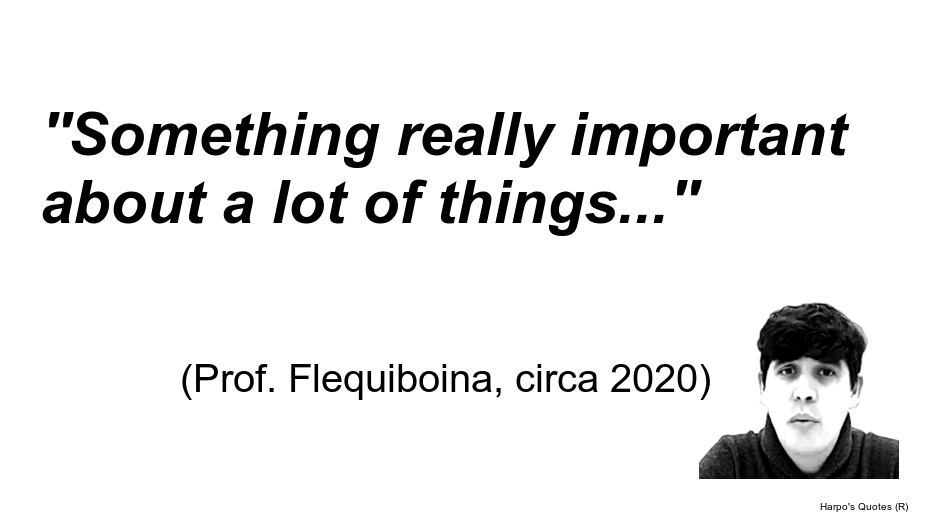 "Something really important
about a lot of things..."
(Prof. Flequiboina, circa 2020)
Harpo's Quotes (R)